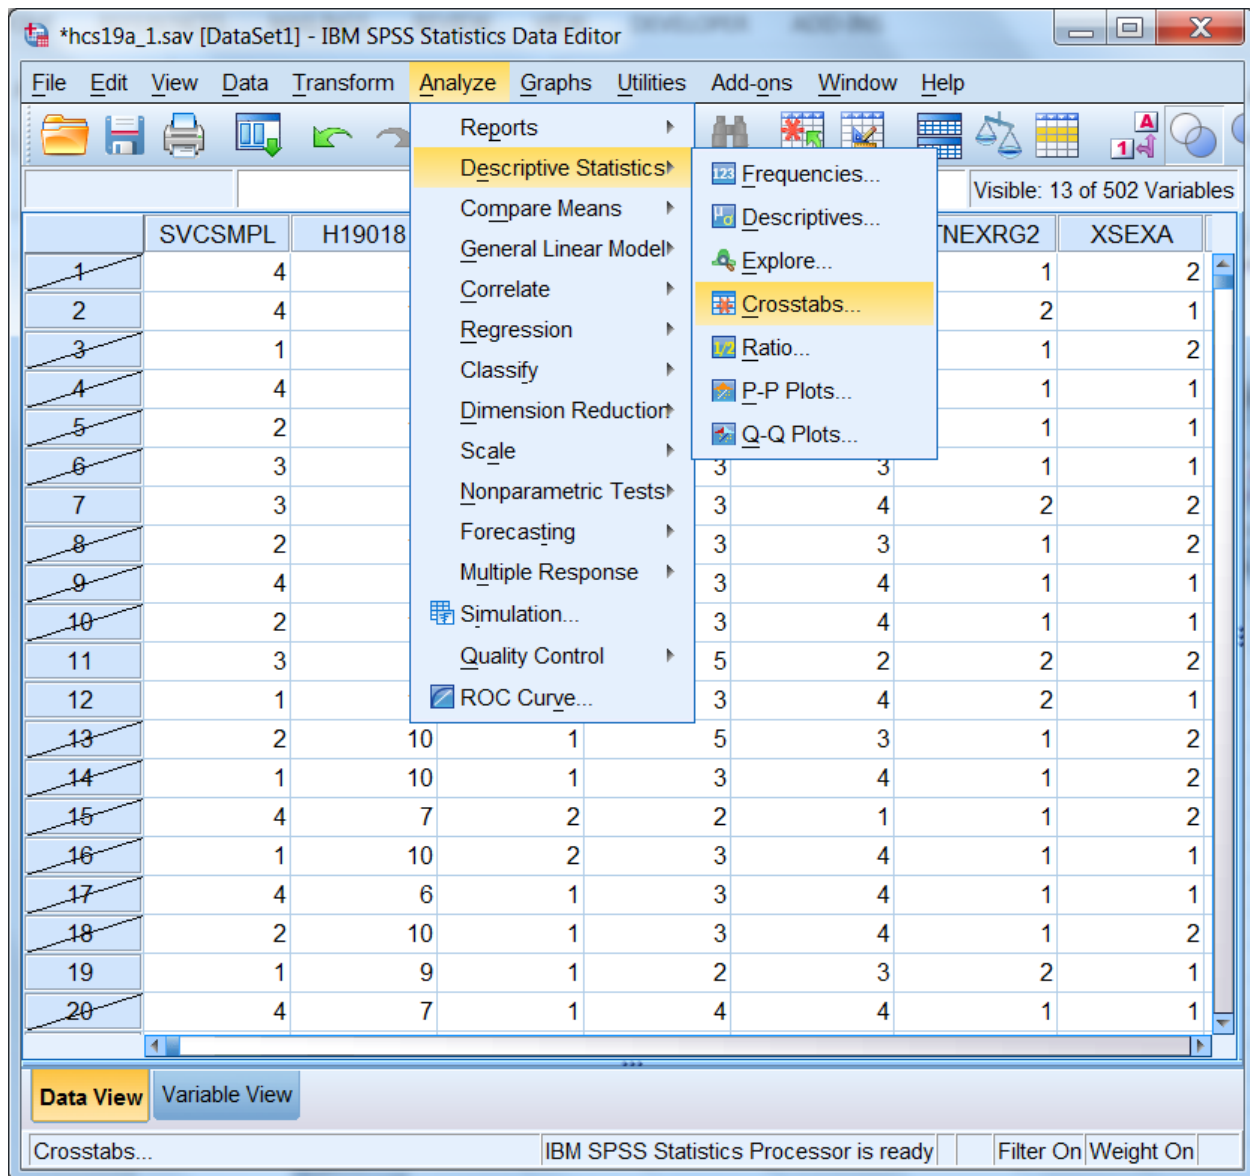 *hcs19a_1.sav [DataSet1] - IBM SPSS Statistics Data Editor
File Edit View Data Transform Analyze Graphs Utilities Add-ons Window Help
Visible: 13 of 502 Variables
Reports
Descriptive Statistics
Compare Means
General Linear Model
Correlate
Regression
Classify
Dimension Reduction
Scale
Nonparametric Tests
Forecasting
Multiple Response
Simulation...
Quality Control
ROC Curve...
123 Frequencies...
Descriptives...
Explore...
Crosstabs...
1/2 Ratio...
P-P Plots...
Q-Q Plots...
SVCSMPL H19018 NEXRG2 XSEXA
1 4 1 2
2 4 2 1
3 1 1 2
4 4 1 1
5 2 1 1
6 3 3 3 1 1
7 3 3 4 2 2
8 2 3 3 1 2
9 4 3 4 1 1
10 2 3 4 1 1
11 3 5 2 2 2
12 1 3 4 2 1
13 2 10 1 5 3 1 2
14 1 10 1 3 4 1 2
15 4 7 2 2 1 1 2
16 1 10 2 3 4 1 1
17 4 6 1 3 4 1 1
18 2 10 1 3 4 1 2
19 1 9 1 2 3 2 1
20 4 7 1 4 4 1 1
Data View Variable View
Crosstabs... IBM SPSS Statistics Processor is ready Filter On Weight On